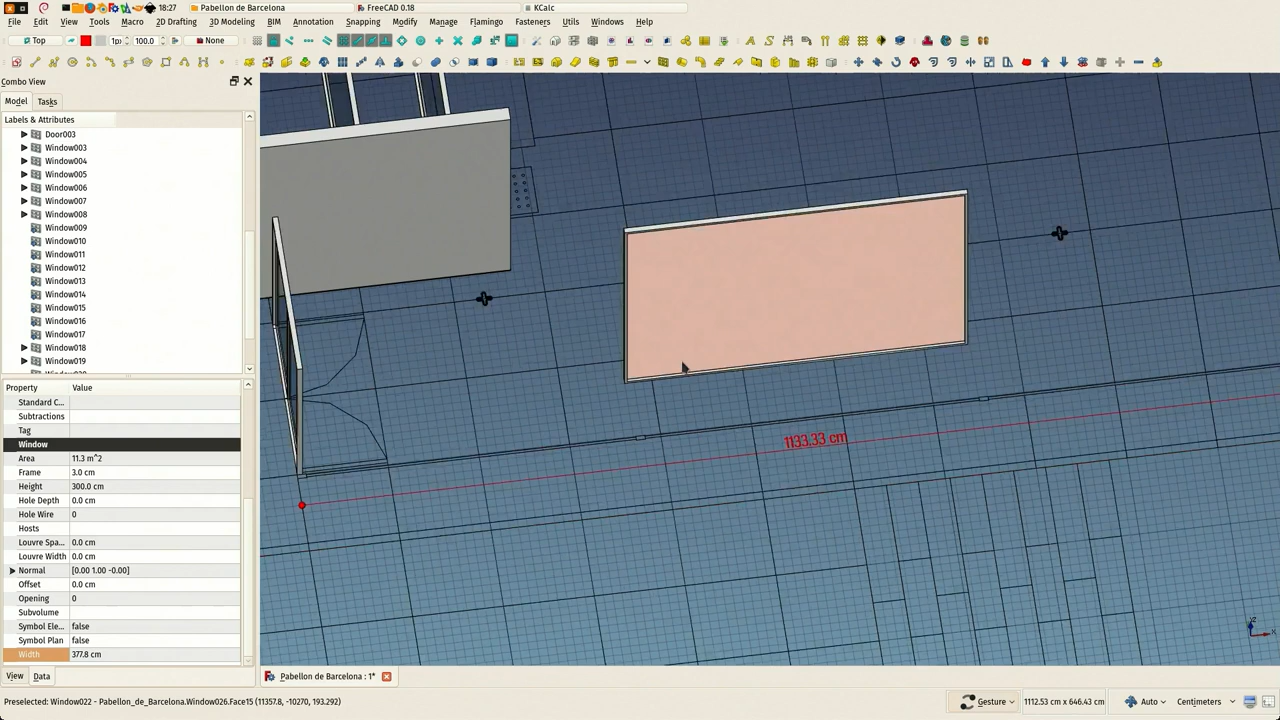 18:27
Pabellon de Barcelona
FreeCAD 0.18
KCalc
File Edit View Tools Macro 2D Drafting 3D Modeling BIM Annotation Snapping Modify Manage Flamingo Fasteners Utils Windows Help
Top
100.0
None
Combo View
Model Tasks
Labels & Attributes
Door003
Window003
Window004
Window005
Window006
Window007
Window008
Window009
Window010
Window011
Window012
Window013
Window014
Window015
Window016
Window017
Window018
Window019
Property Value
Standard C...
Subtractions
Tag
Window
Area 11.3 m^2
Frame 3.0 cm
Height 300.0 cm
Hole Depth 0.0 cm
Hole Wire 0
Hosts
Louvre Spa... 0.0 cm
Louvre Width 0.0 cm
Normal [0.00 1.00 -0.00]
Offset 0.0 cm
Opening 0
Subvolume
Symbol Ele... false
Symbol Plan false
Width 377.8 cm
View Data
1133.33 cm
Pabellon de Barcelona : 1*
Preselected: Window022 - Pabellon_de_Barcelona.Window026.Face15 (11357.8, -10270, 193.292)
Gesture
1112.53 cm x 646.43 cm
Auto
Centimeters